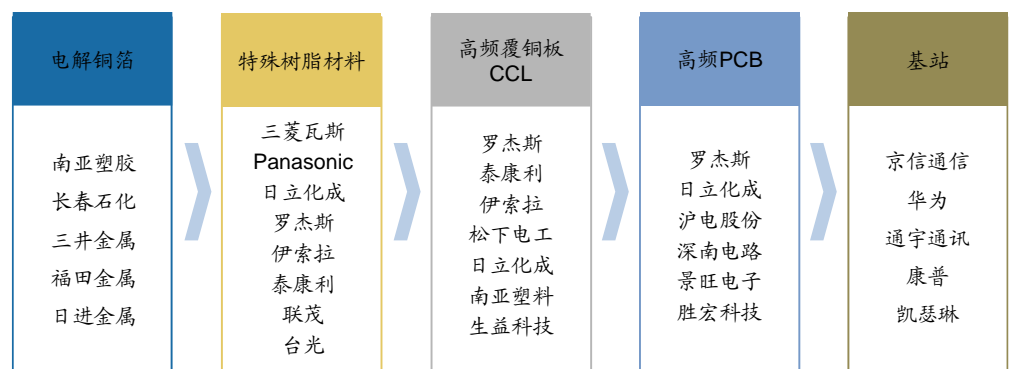 电解铜箔
南亚塑胶
长春石化
三井金属
福田金属
日进金属
特殊树脂材料
三菱瓦斯
Panasonic
日立化成
罗杰斯
伊索拉
泰康利
联茂
台光
高频覆铜板
CCL
罗杰斯
泰康利
伊索拉
松下电工
日立化成
南亚塑料
生益科技
高频PCB
罗杰斯
日立化成
沪电股份
深南电路
景旺电子
胜宏科技
基站
京信通信
华为
通宇通讯
康普
凯瑟琳